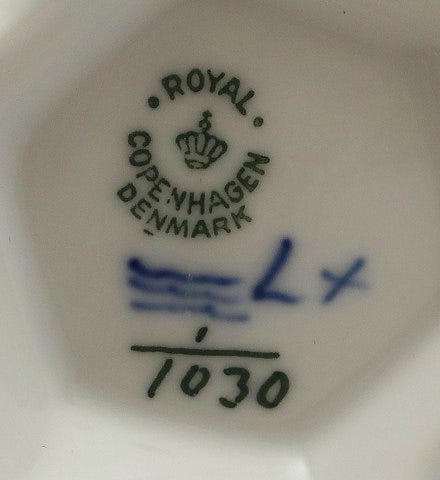 • ROYAL •
COPENHAGEN
DENMARK
L x
1
1030